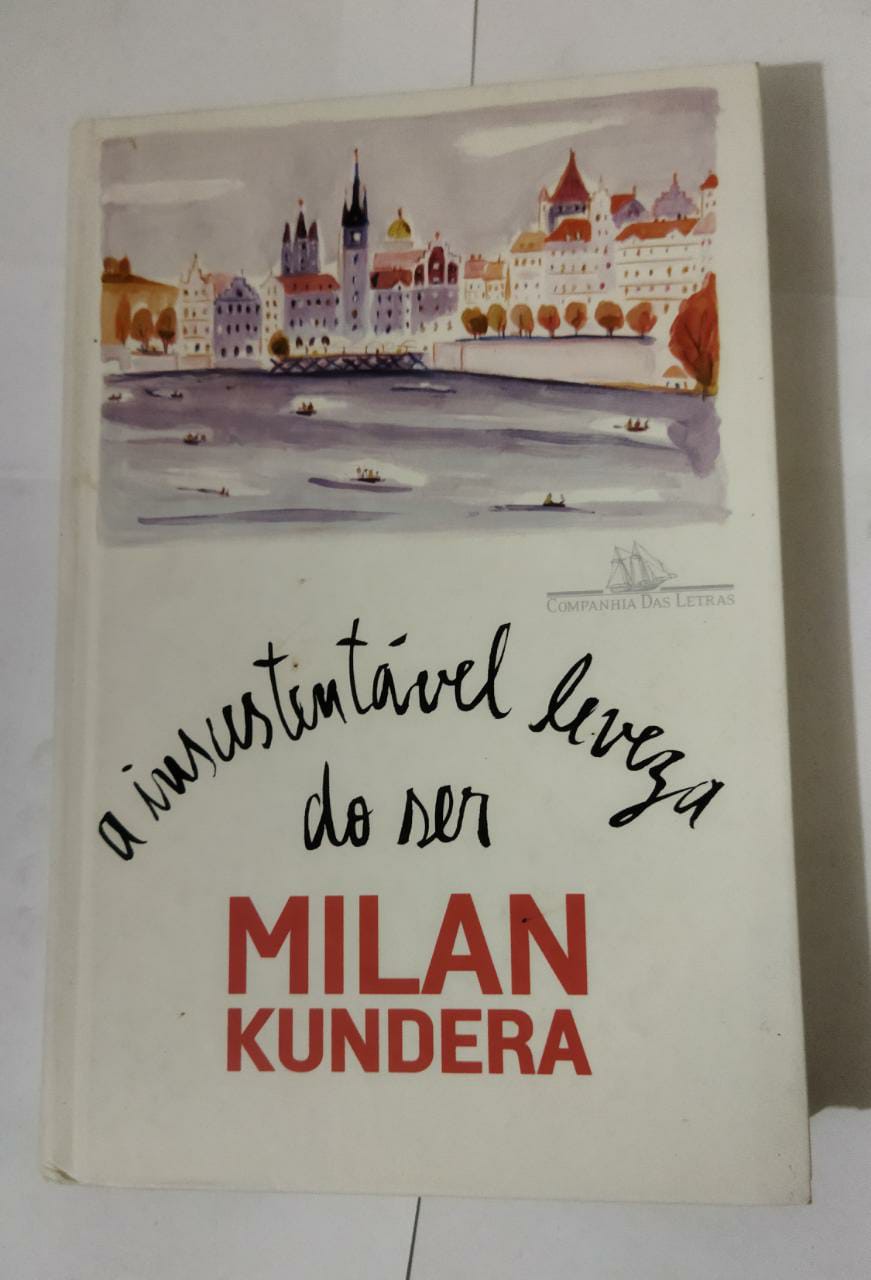 COMPANHIA DAS LETRAS
a insustentável leveza
do ser
MILAN
KUNDERA